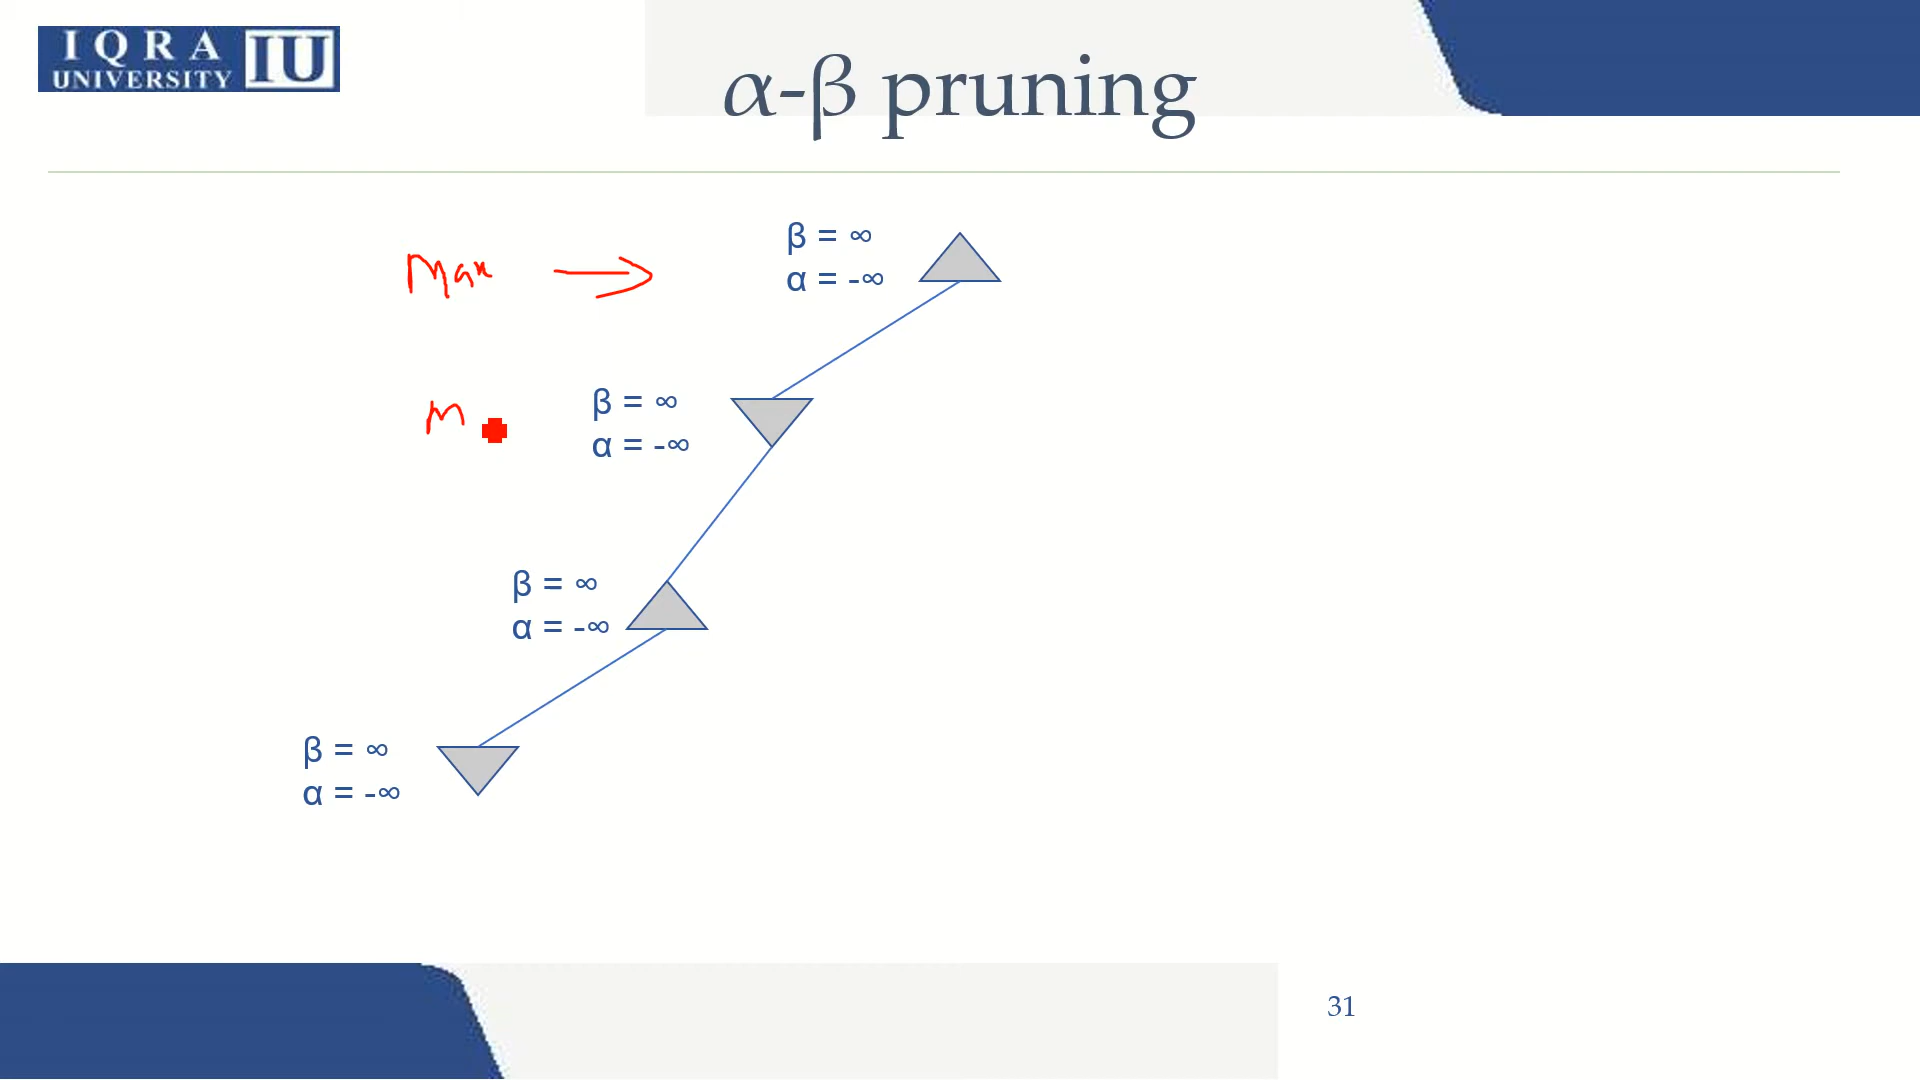 IQRA
UNIVERSITY IU
α-β pruning
Max
β = ∞
α = -∞
M
β = ∞
α = -∞
β = ∞
α = -∞
β = ∞
α = -∞
31